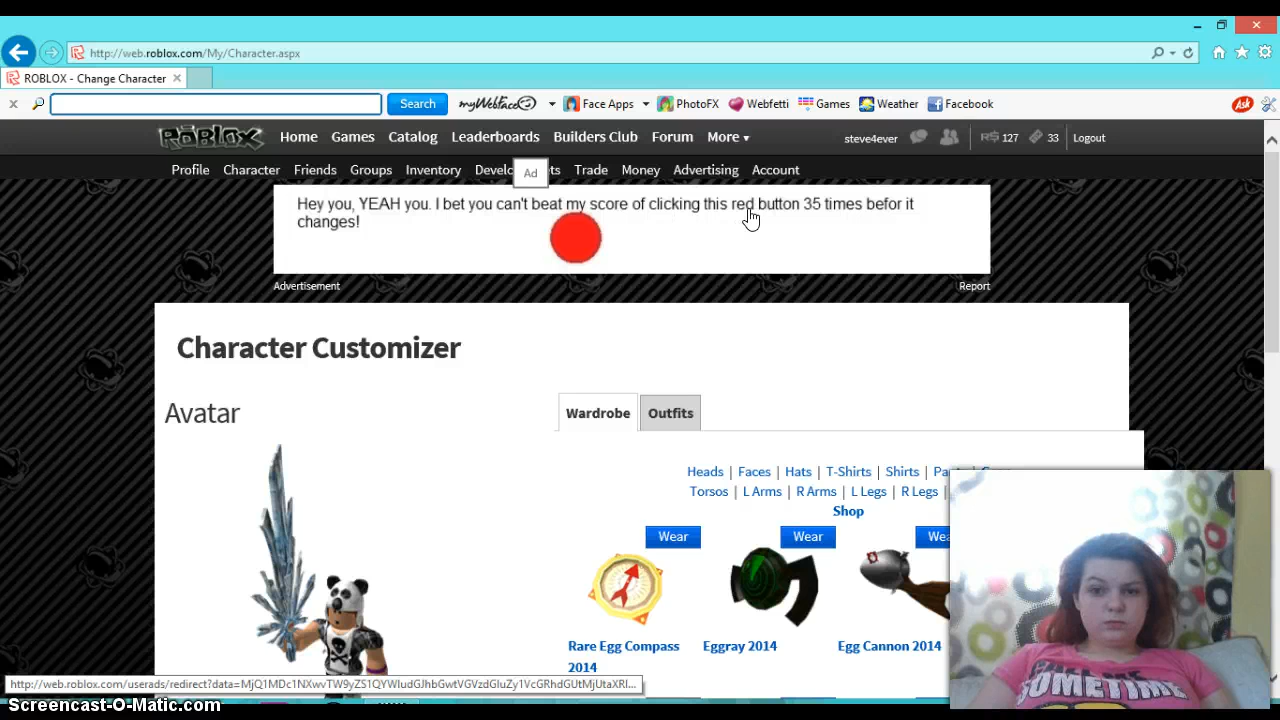 http://web.roblox.com/My/Character.aspx
ROBLOX - Change Character
Search myWebface Face Apps PhotoFX Webfetti Games Weather Facebook Ask
ROBLOX Home Games Catalog Leaderboards Builders Club Forum More steve4ever R$ 127 33 Logout
Profile Character Friends Groups Inventory Trade Money Advertising Account
Ad
Hey you, YEAH you. I bet you can't beat my score of clicking this red button 35 times befor it
changes!
Advertisement Report
Character Customizer
Avatar
Wardrobe Outfits
Heads | Faces | Hats | T-Shirts | Shirts |
Torsos | L Arms | R Arms | L Legs | R Legs |
Shop
Wear Wear
Rare Egg Compass 2014
Eggray 2014
Egg Cannon 2014
SOMETIME
Screencast-O-Matic.com